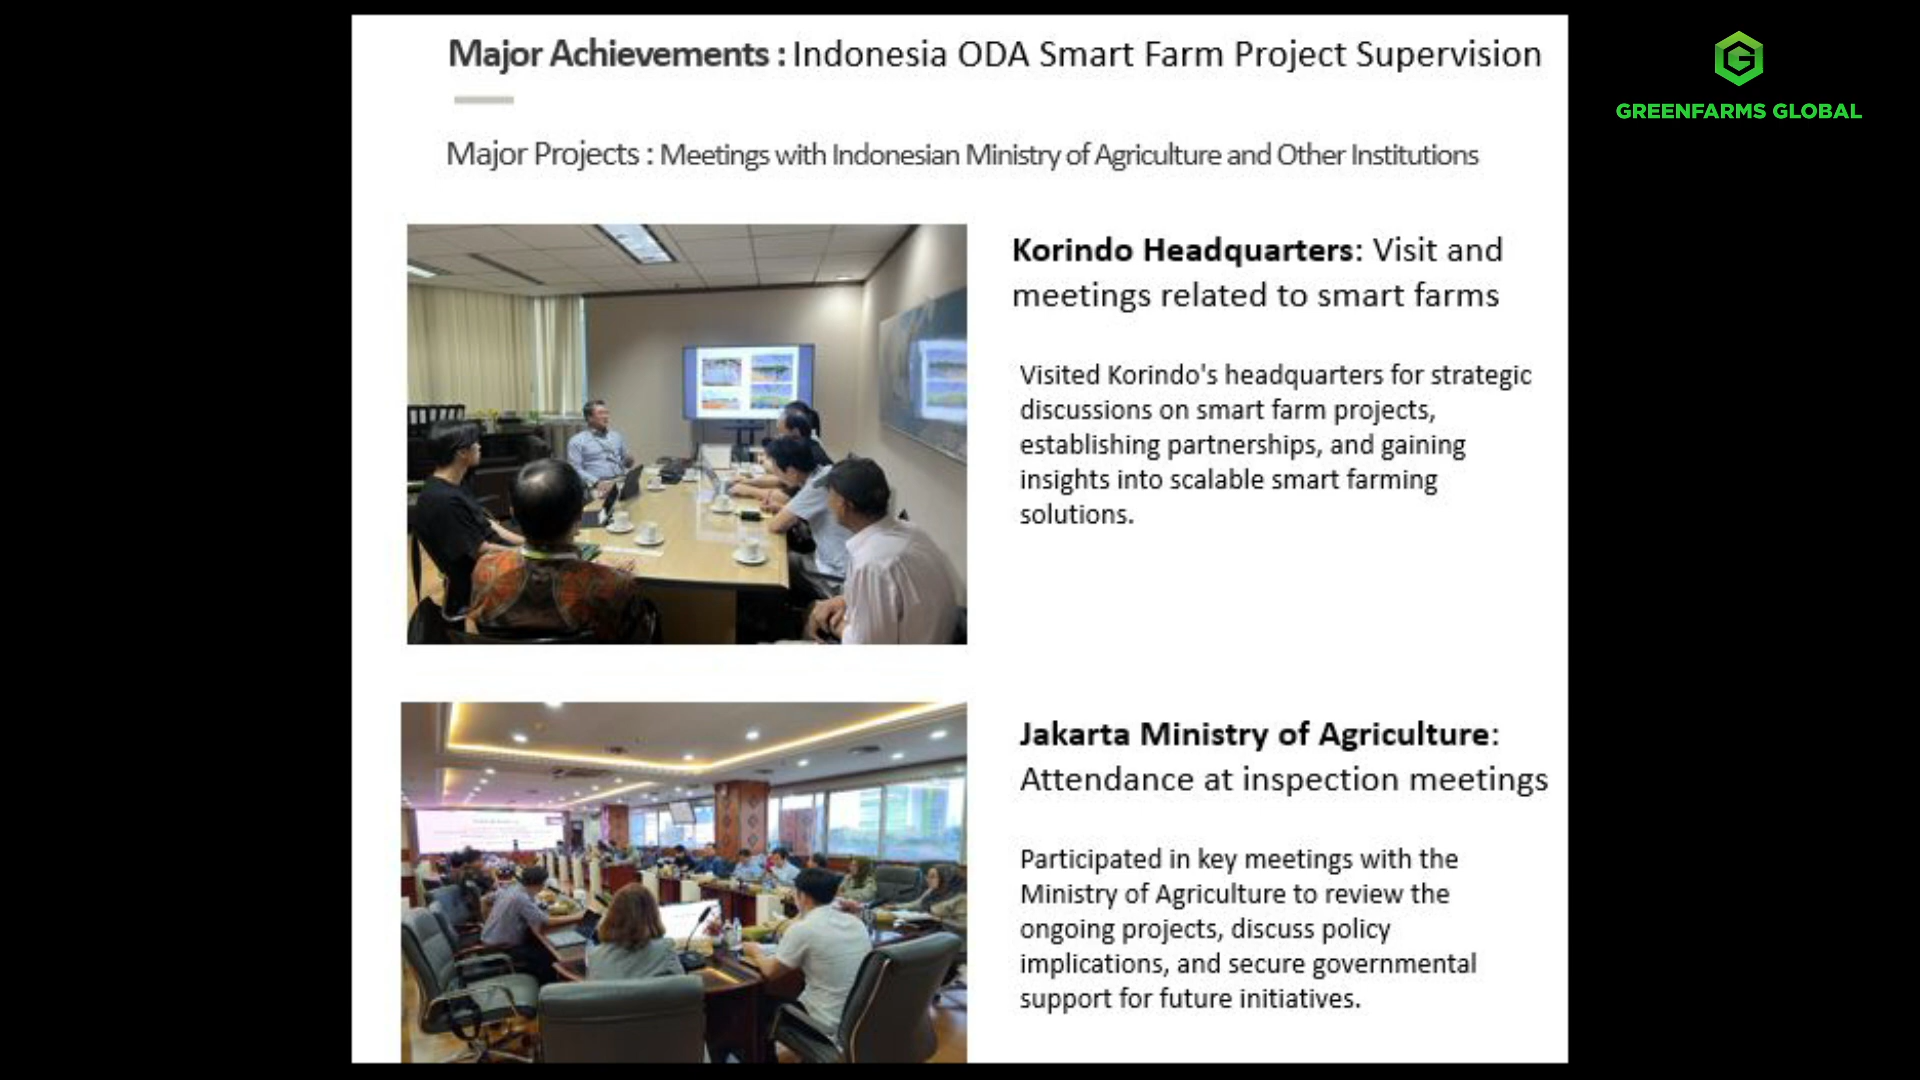 Major Achievements : Indonesia ODA Smart Farm Project Supervision
GREENFARMS GLOBAL
Major Projects : Meetings with Indonesian Ministry of Agriculture and Other Institutions
Korindo Headquarters: Visit and
meetings related to smart farms
Visited Korindo's headquarters for strategic
discussions on smart farm projects,
establishing partnerships, and gaining
insights into scalable smart farming
solutions.
Jakarta Ministry of Agriculture:
Attendance at inspection meetings
Participated in key meetings with the
Ministry of Agriculture to review the
ongoing projects, discuss policy
implications, and secure governmental
support for future initiatives.